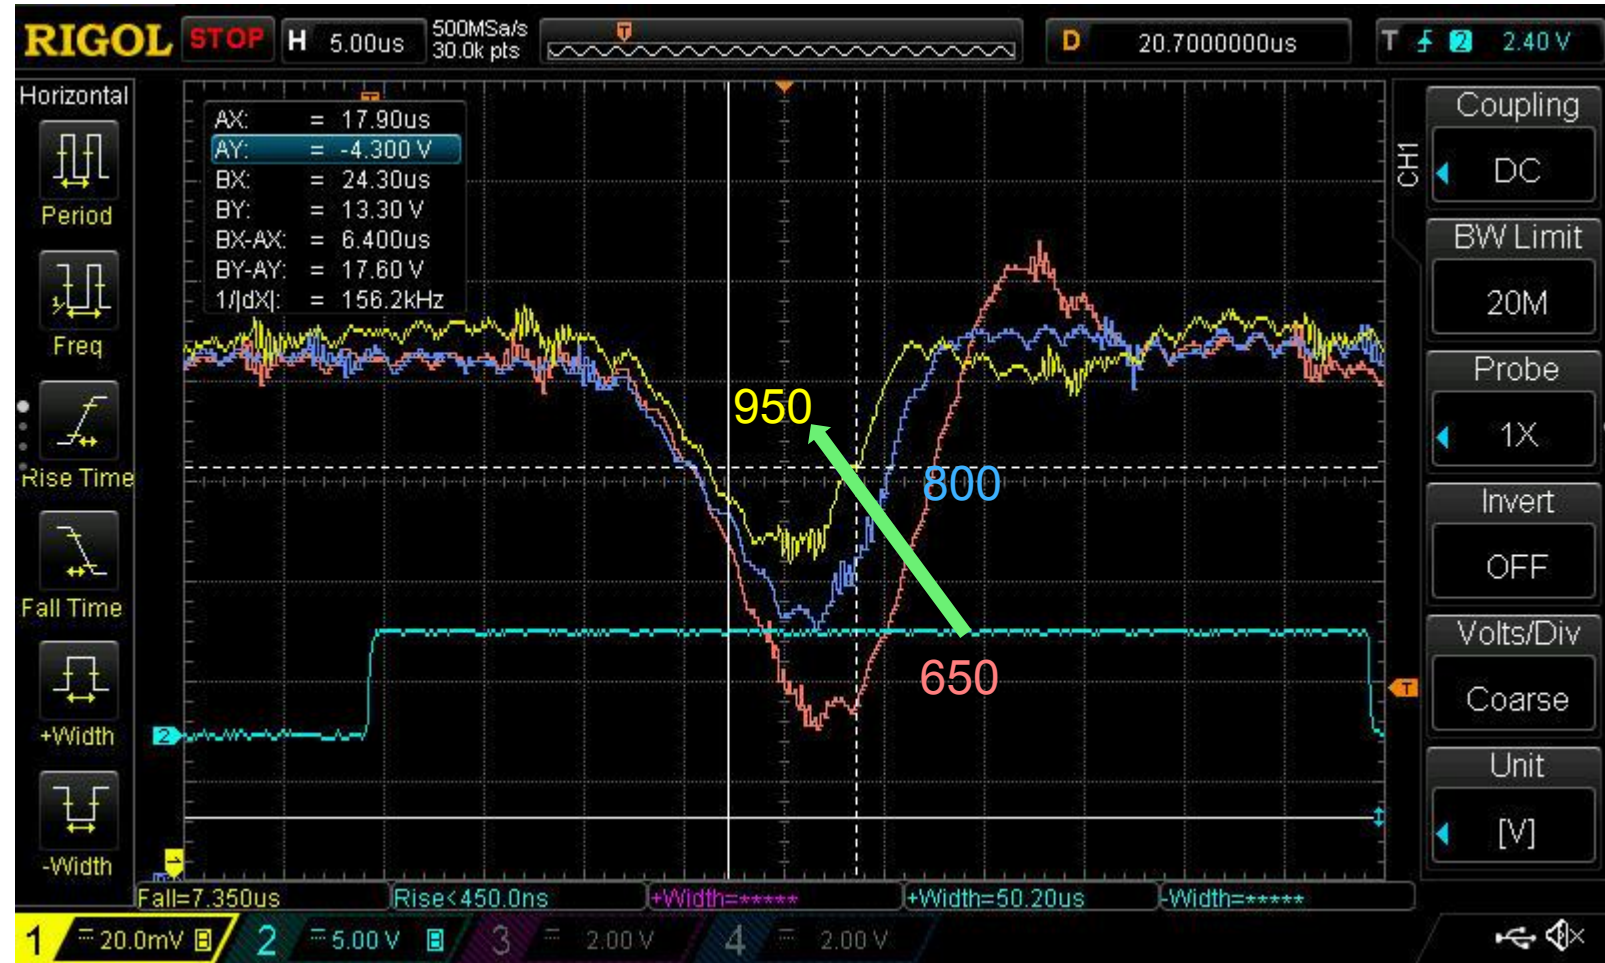 RIGOL STOP H 5.00us 500MSa/s D 20.7000000us T 2 2.40 V
30.0k pts
T
Horizontal
Period
Freq
Rise Time
Fall Time
+Width
-Width
AX: = 17.90us
AY: = -4.300 V
BX: = 24.30us
BY: = 13.30 V
BX-AX: = 6.400us
BY-AY: = 17.60 V
1/|dX|: = 156.2kHz
950
800
650
2
T
CH1
Coupling
DC
BW Limit
20M
Probe
1X
Invert
OFF
Volts/Div
Coarse
Unit
[V]
Fall=7.350us Rise<450.0ns +Width=***** +Width=50.20us -Width=*****
1 20.0mV B 2 5.00 V B 3 2.00 V 4 2.00 V